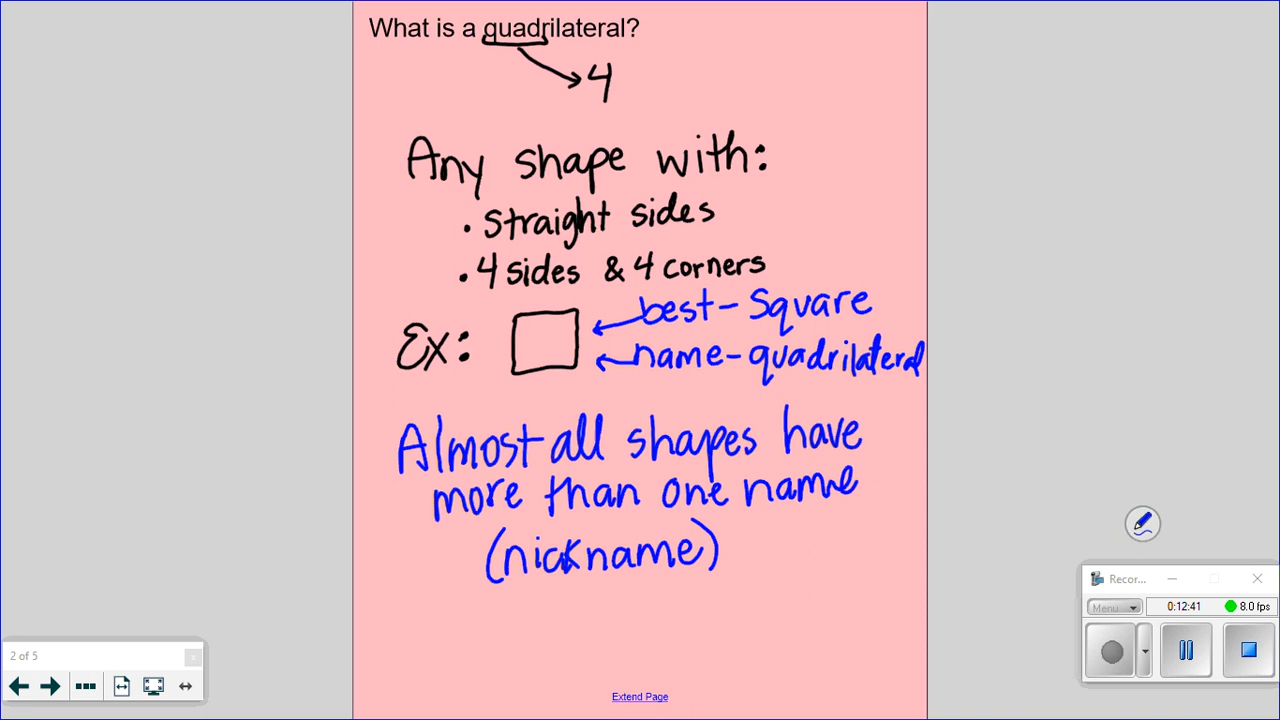 What is a quadrilateral?
4
Any shape with:
• Straight sides
• 4 sides & 4 corners
Ex:
best - Square
name - quadrilateral
Almost all shapes have
more than one name
(nickname)
Extend Page
2 of 5
Recor...
Menu
0:12:41
8.0 fps